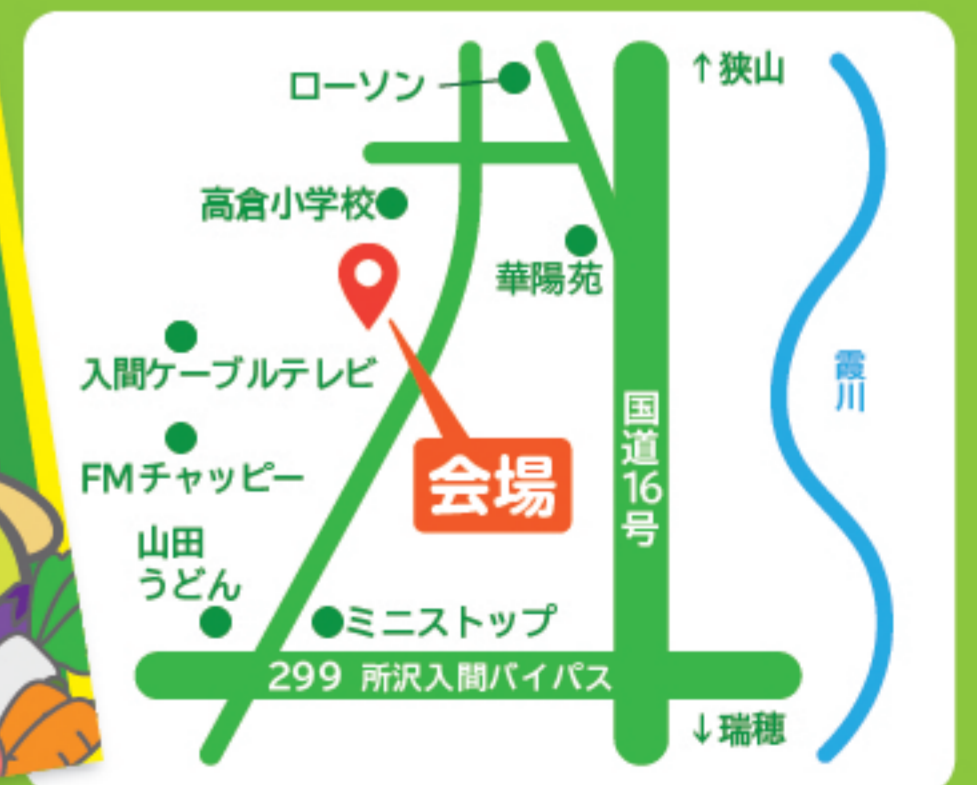 ↑狭山
ローソン
高倉小学校
華陽苑
入間ケーブルテレビ
霞川
国道16号
FMチャッピー
会場
山田
うどん
ミニストップ
299 所沢入間バイパス
↓瑞穂